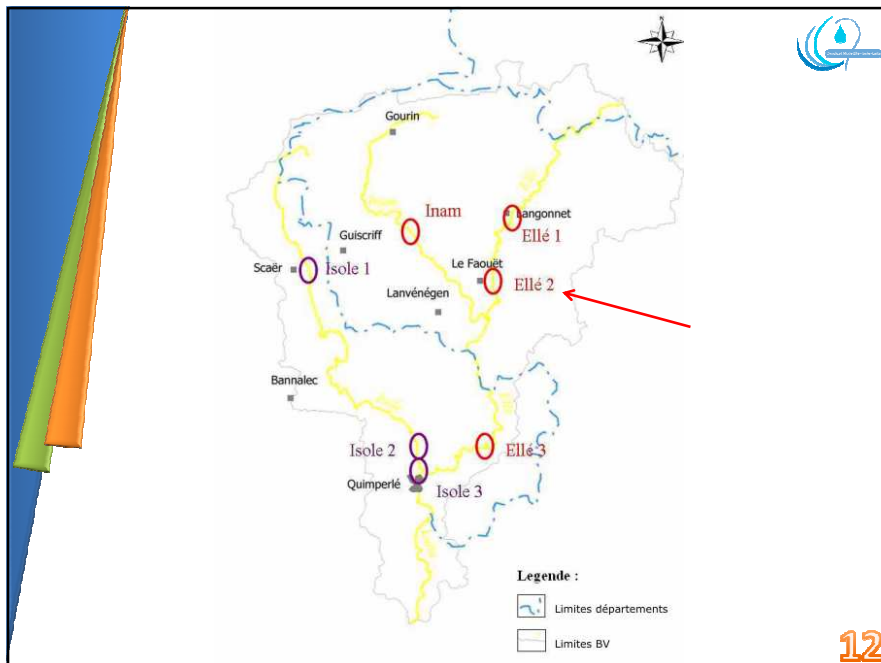 N
Gourin
Langonnet
Inam
Ellé 1
Guiscriff
Scaër
Isole 1
Le Faouët
Ellé 2
Lanvénégen
Bannalec
Isole 2
Ellé 3
Quimperlé
Isole 3
Legende :
Limites départements
Limites BV
12